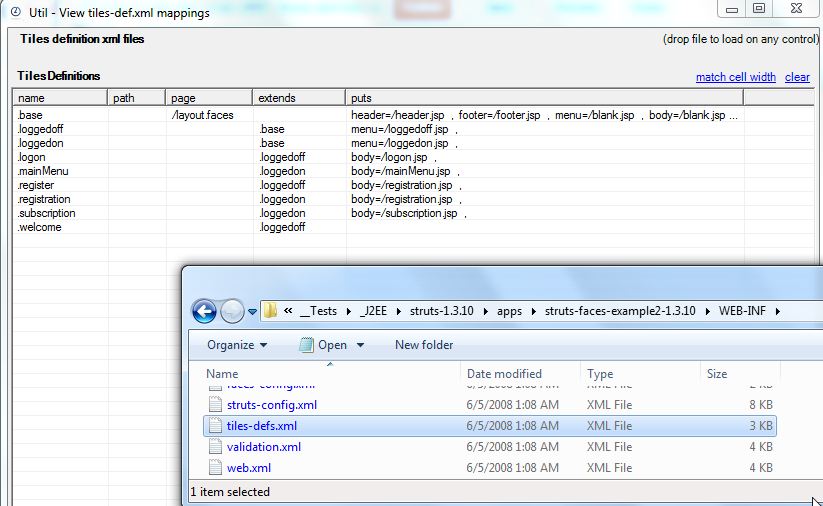 Util - View tiles-def.xml mappings
Tiles definition xml files (drop file to load on any control)
Tiles Definitions match cell width clear
name path page extends puts
.base /layout.faces header=/header.jsp , footer=/footer.jsp , menu=/blank.jsp , body=/blank.jsp ...
.loggedoff .base menu=/loggedoff.jsp ,
.loggedon .base menu=/loggedon.jsp ,
.logon .loggedoff body=/logon.jsp ,
.mainMenu .loggedon body=/mainMenu.jsp ,
.register .loggedoff body=/registration.jsp ,
.registration .loggedon body=/registration.jsp ,
.subscription .loggedon body=/subscription.jsp ,
.welcome .loggedoff
« __Tests _J2EE struts-1.3.10 apps struts-faces-example2-1.3.10 WEB-INF
Organize Open New folder
Name Date modified Type Size
faces-config.xml 6/5/2008 1:08 AM XML File 2 KB
struts-config.xml 6/5/2008 1:08 AM XML File 8 KB
tiles-defs.xml 6/5/2008 1:08 AM XML File 3 KB
validation.xml 6/5/2008 1:08 AM XML File 4 KB
web.xml 6/5/2008 1:08 AM XML File 4 KB
1 item selected